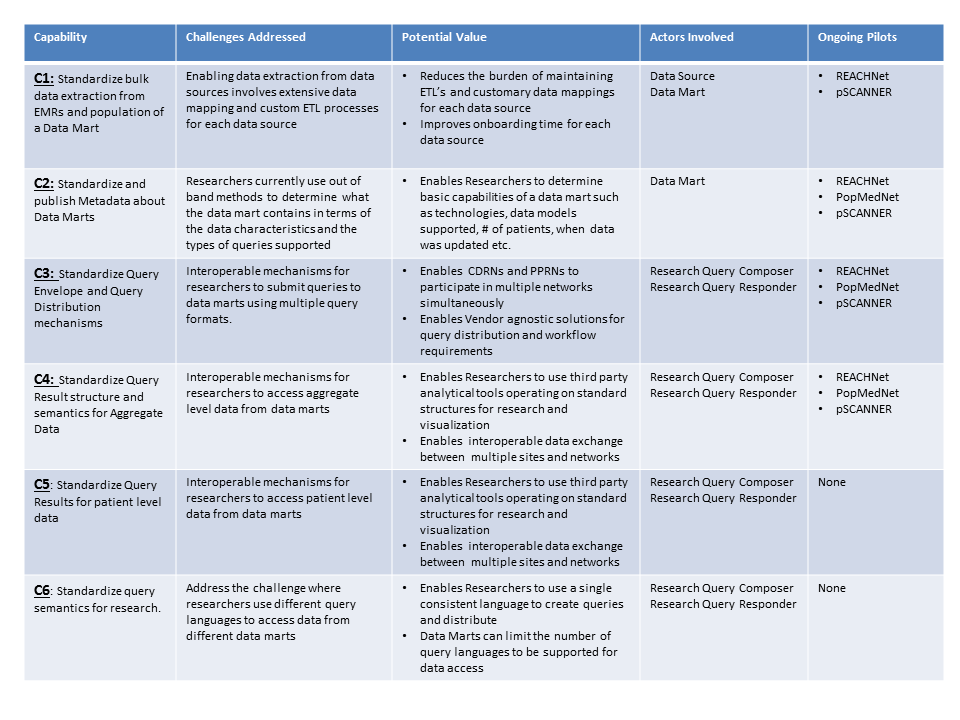 Capability
Challenges Addressed
Potential Value
Actors Involved
Ongoing Pilots
C1: Standardize bulk
data extraction from
EMRs and population of
a Data Mart
Enabling data extraction from data
sources involves extensive data
mapping and custom ETL processes
for each data source
• Reduces the burden of maintaining
ETL's and customary data mappings
for each data source
• Improves onboarding time for each
data source
Data Source
Data Mart
• REACHNet
• pSCANNER
C2: Standardize and
publish Metadata about
Data Marts
Researchers currently use out of
band methods to determine what
the data mart contains in terms of
the data characteristics and the
types of queries supported
• Enables Researchers to determine
basic capabilities of a data mart such
as technologies, data models
supported, # of patients, when data
was updated etc.
Data Mart
• REACHNet
• PopMedNet
• pSCANNER
C3: Standardize Query
Envelope and Query
Distribution
mechanisms
Interoperable mechanisms for
researchers to submit queries to
data marts using multiple query
formats.
• Enables CDRNs and PPRNs to
participate in multiple networks
simultaneously
• Enables Vendor agnostic solutions for
query distribution and workflow
requirements
Research Query Composer
Research Query Responder
• REACHNet
• PopMedNet
• pSCANNER
C4: Standardize Query
Result structure and
semantics for Aggregate
Data
Interoperable mechanisms for
researchers to access aggregate
level data from data marts
• Enables Researchers to use third party
analytical tools operating on standard
structures for research and
visualization
• Enables interoperable data exchange
between multiple sites and networks
Research Query Composer
Research Query Responder
• REACHNet
• PopMedNet
• pSCANNER
C5: Standardize Query
Results for patient level
data
Interoperable mechanisms for
researchers to access patient level
data from data marts
• Enables Researchers to use third party
analytical tools operating on standard
structures for research and
visualization
• Enables interoperable data exchange
between multiple sites and networks
Research Query Composer
Research Query Responder
None
C6: Standardize query
semantics for research.
Address the challenge where
researchers use different query
languages to access data from
different data marts
• Enables Researchers to use a single
consistent language to create queries
and distribute
• Data Marts can limit the number of
query languages to be supported for
data access
Research Query Composer
Research Query Responder
None